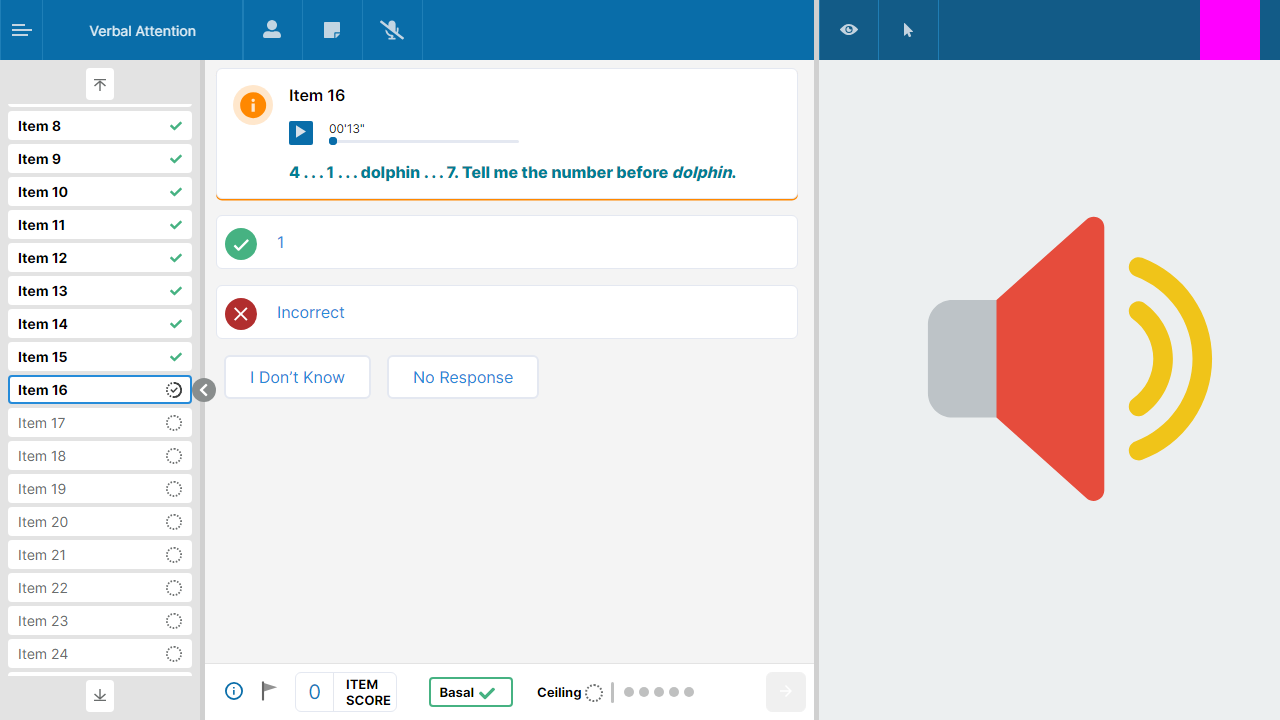 Verbal Attention
Item 8
Item 9
Item 10
Item 11
Item 12
Item 13
Item 14
Item 15
Item 16
Item 17
Item 18
Item 19
Item 20
Item 21
Item 22
Item 23
Item 24
Item 16
00'13"
4 . . . 1 . . . dolphin . . . 7. Tell me the number before dolphin.
1
Incorrect
I Don’t Know
No Response
0
ITEM
SCORE
Basal
Ceiling